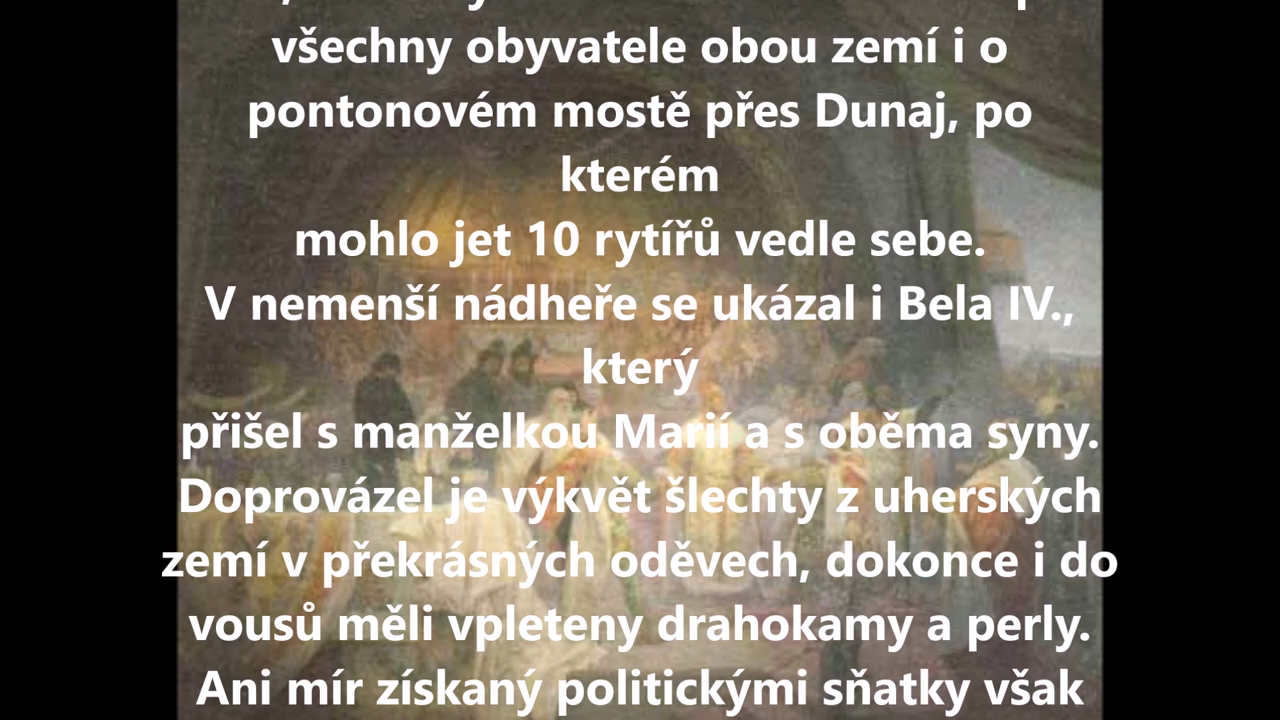 všechny obyvatele obou zemí i o
pontonovém mostě přes Dunaj, po
kterém
mohlo jet 10 rytířů vedle sebe.
V nemenší nádheře se ukázal i Bela IV.,
který
přišel s manželkou Marií a s oběma syny.
Doprovázel je výkvět šlechty z uherských
zemí v překrásných oděvech, dokonce i do
vousů měli vpleteny drahokamy a perly.
Ani mír získaný politickými sňatky však